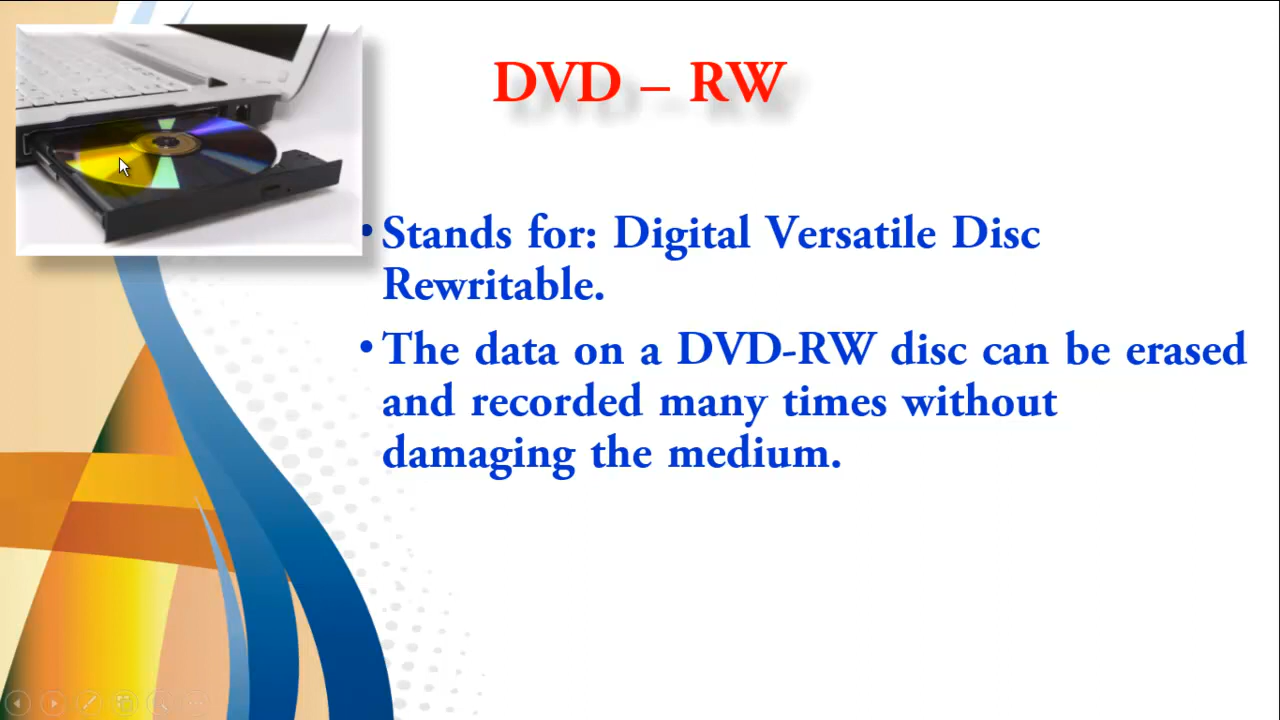 DVD – RW
• Stands for: Digital Versatile Disc
Rewritable.
• The data on a DVD-RW disc can be erased
and recorded many times without
damaging the medium.